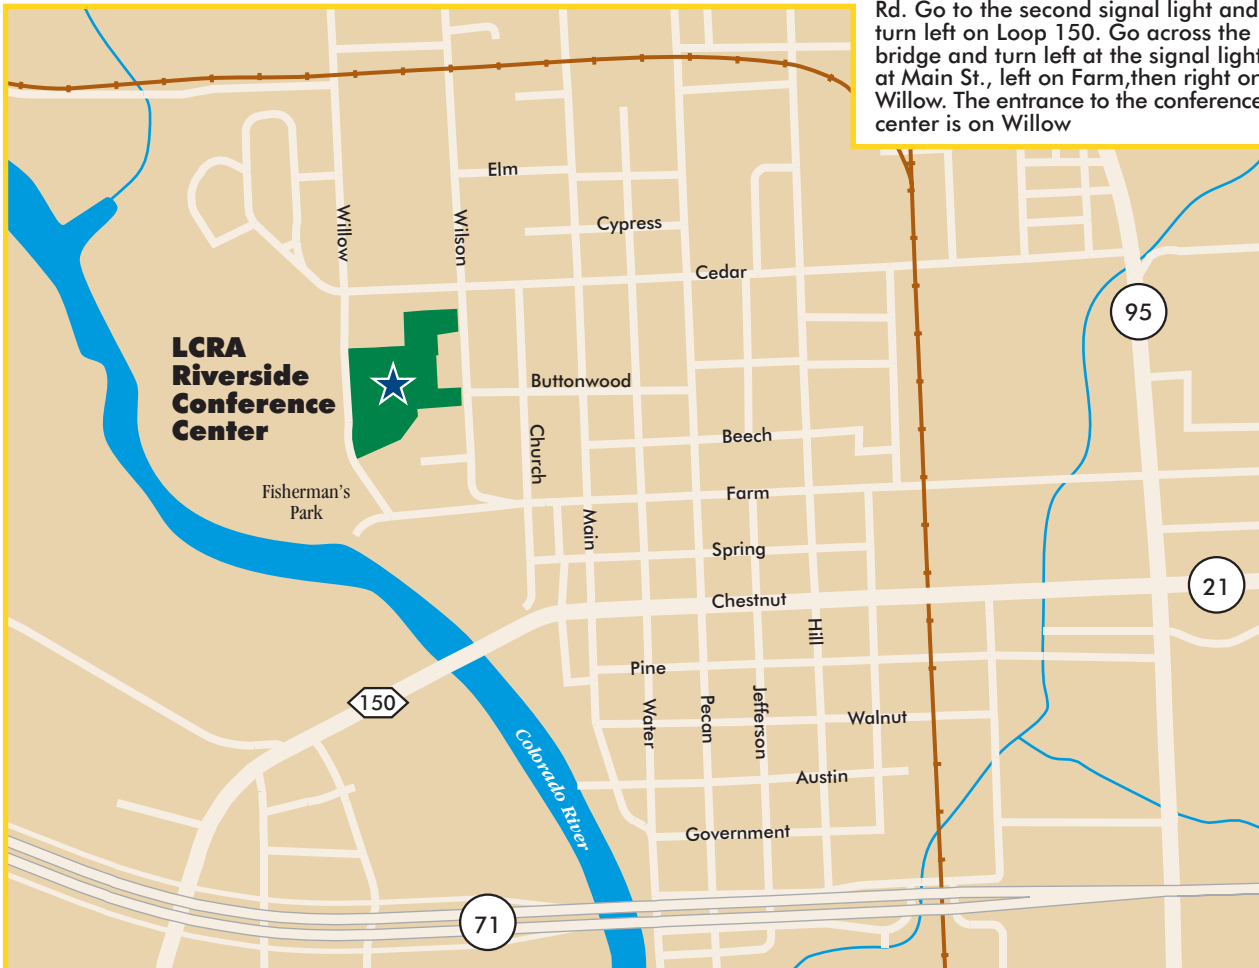 Rd. Go to the second signal light and
turn left on Loop 150. Go across the
bridge and turn left at the signal light
at Main St., left on Farm,then right on
Willow. The entrance to the conference
center is on Willow
Elm
Willow
Wilson
Cypress
Cedar
95
LCRA
Riverside
Conference
Center
Buttonwood
Church
Beech
Fisherman's
Park
Farm
Main
Spring
Chestnut
21
Hill
Pine
150
Water
Pecan
Jefferson
Walnut
Colorado River
Austin
Government
71